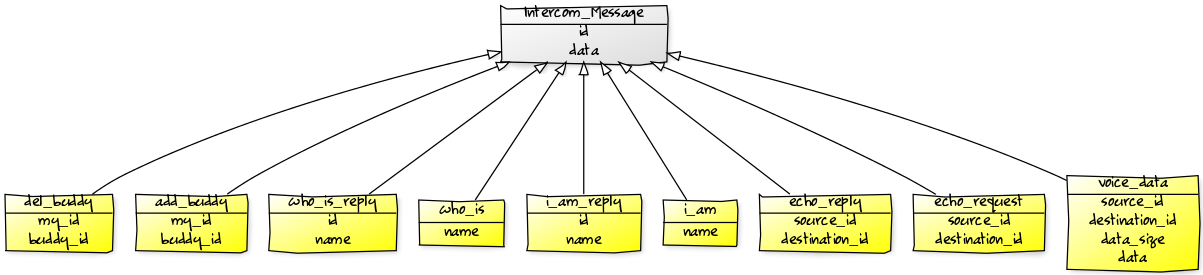 Intercom_Message
id
data
del_buddy
my_id
buddy_id
add_buddy
my_id
buddy_id
who_is_reply
id
name
who_is
name
i_am_reply
id
name
i_am
name
echo_reply
source_id
destination_id
echo_request
source_id
destination_id
voice_data
source_id
destination_id
data_size
data